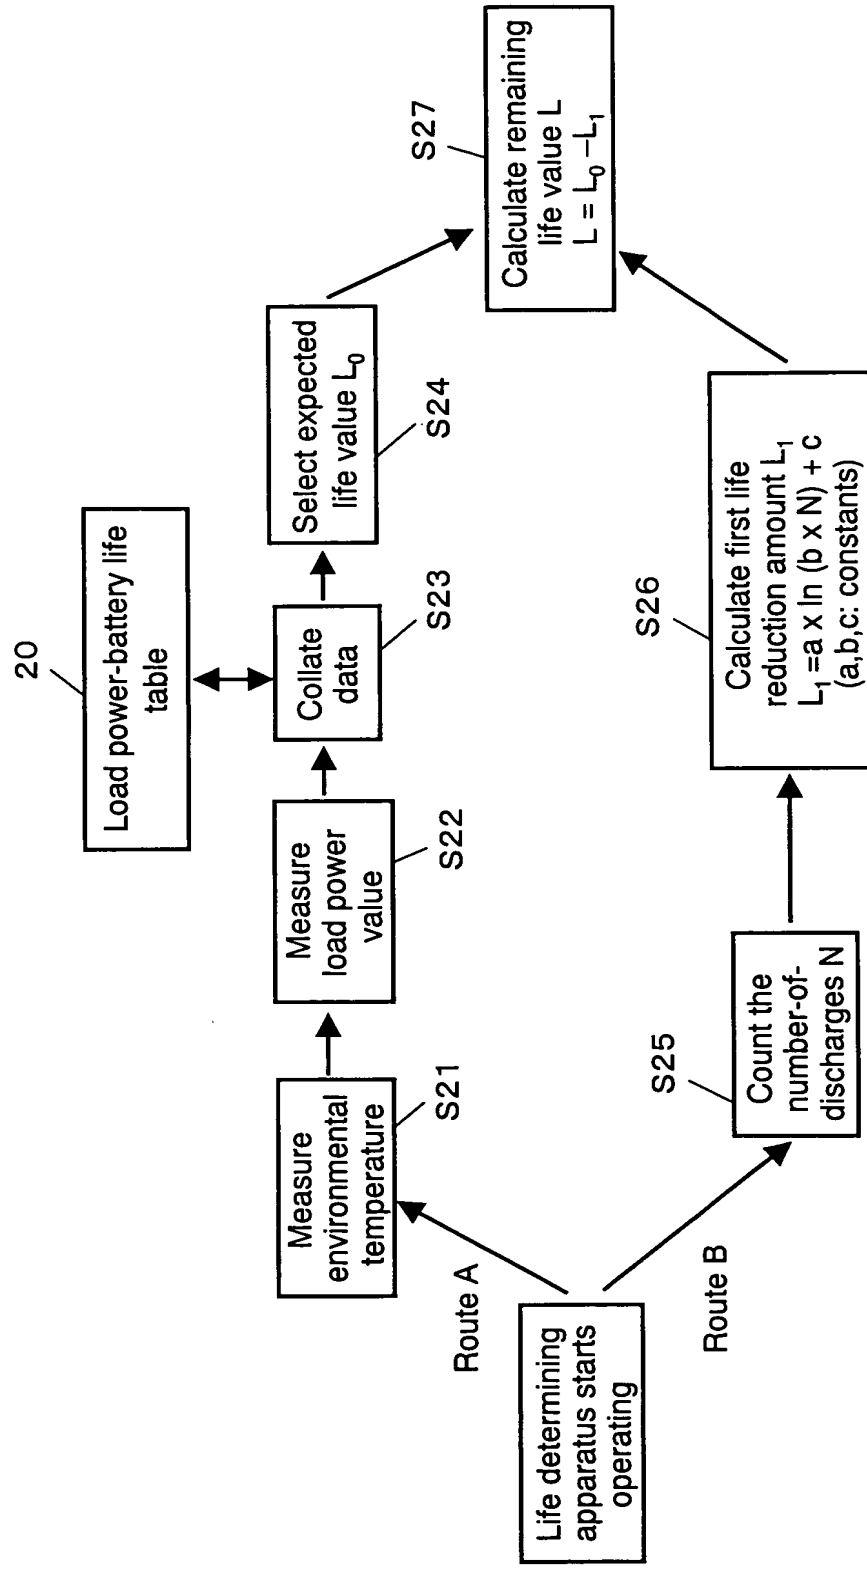 20
Load power-battery life
table
Life determining
apparatus starts
operating
Route A
Measure
environmental
temperature
S21
Measure
load power
value
S22
Collate
data
S23
Select expected
life value L₀
S24
Route B
S25
Count the
number-of-
discharges N
S26
Calculate first life
reduction amount L₁
L₁=a x ln (b x N) + c
(a,b,c: constants)
S27
Calculate remaining
life value L
L = L₀ –L₁